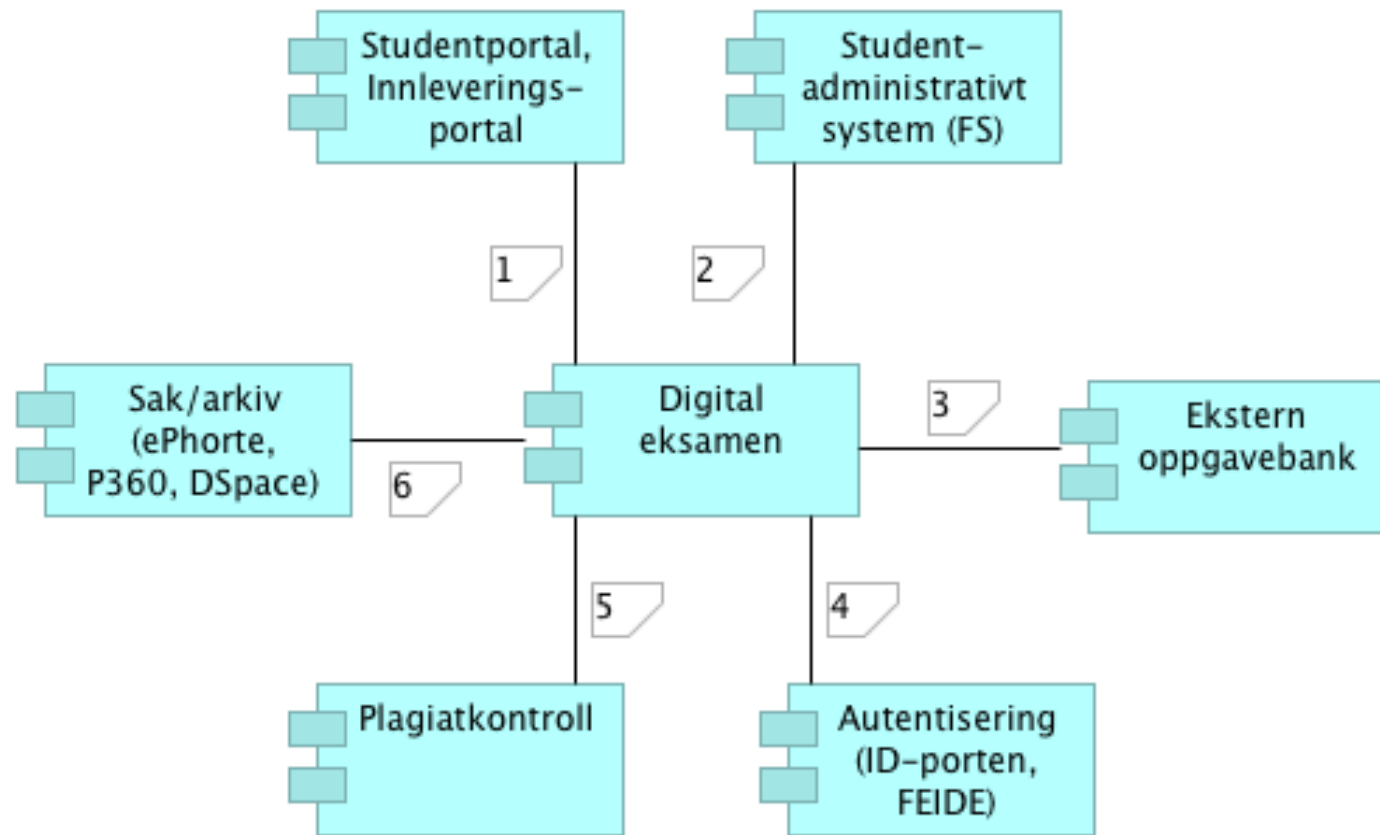 Studentportal,
Innleverings-
portal
Student-
administrativt
system (FS)
1
2
Sak/arkiv
(ePhorte,
P360, DSpace)
Digital
eksamen
3
Ekstern
oppgavebank
6
5
4
Plagiatkontroll
Autentisering
(ID-porten,
FEIDE)